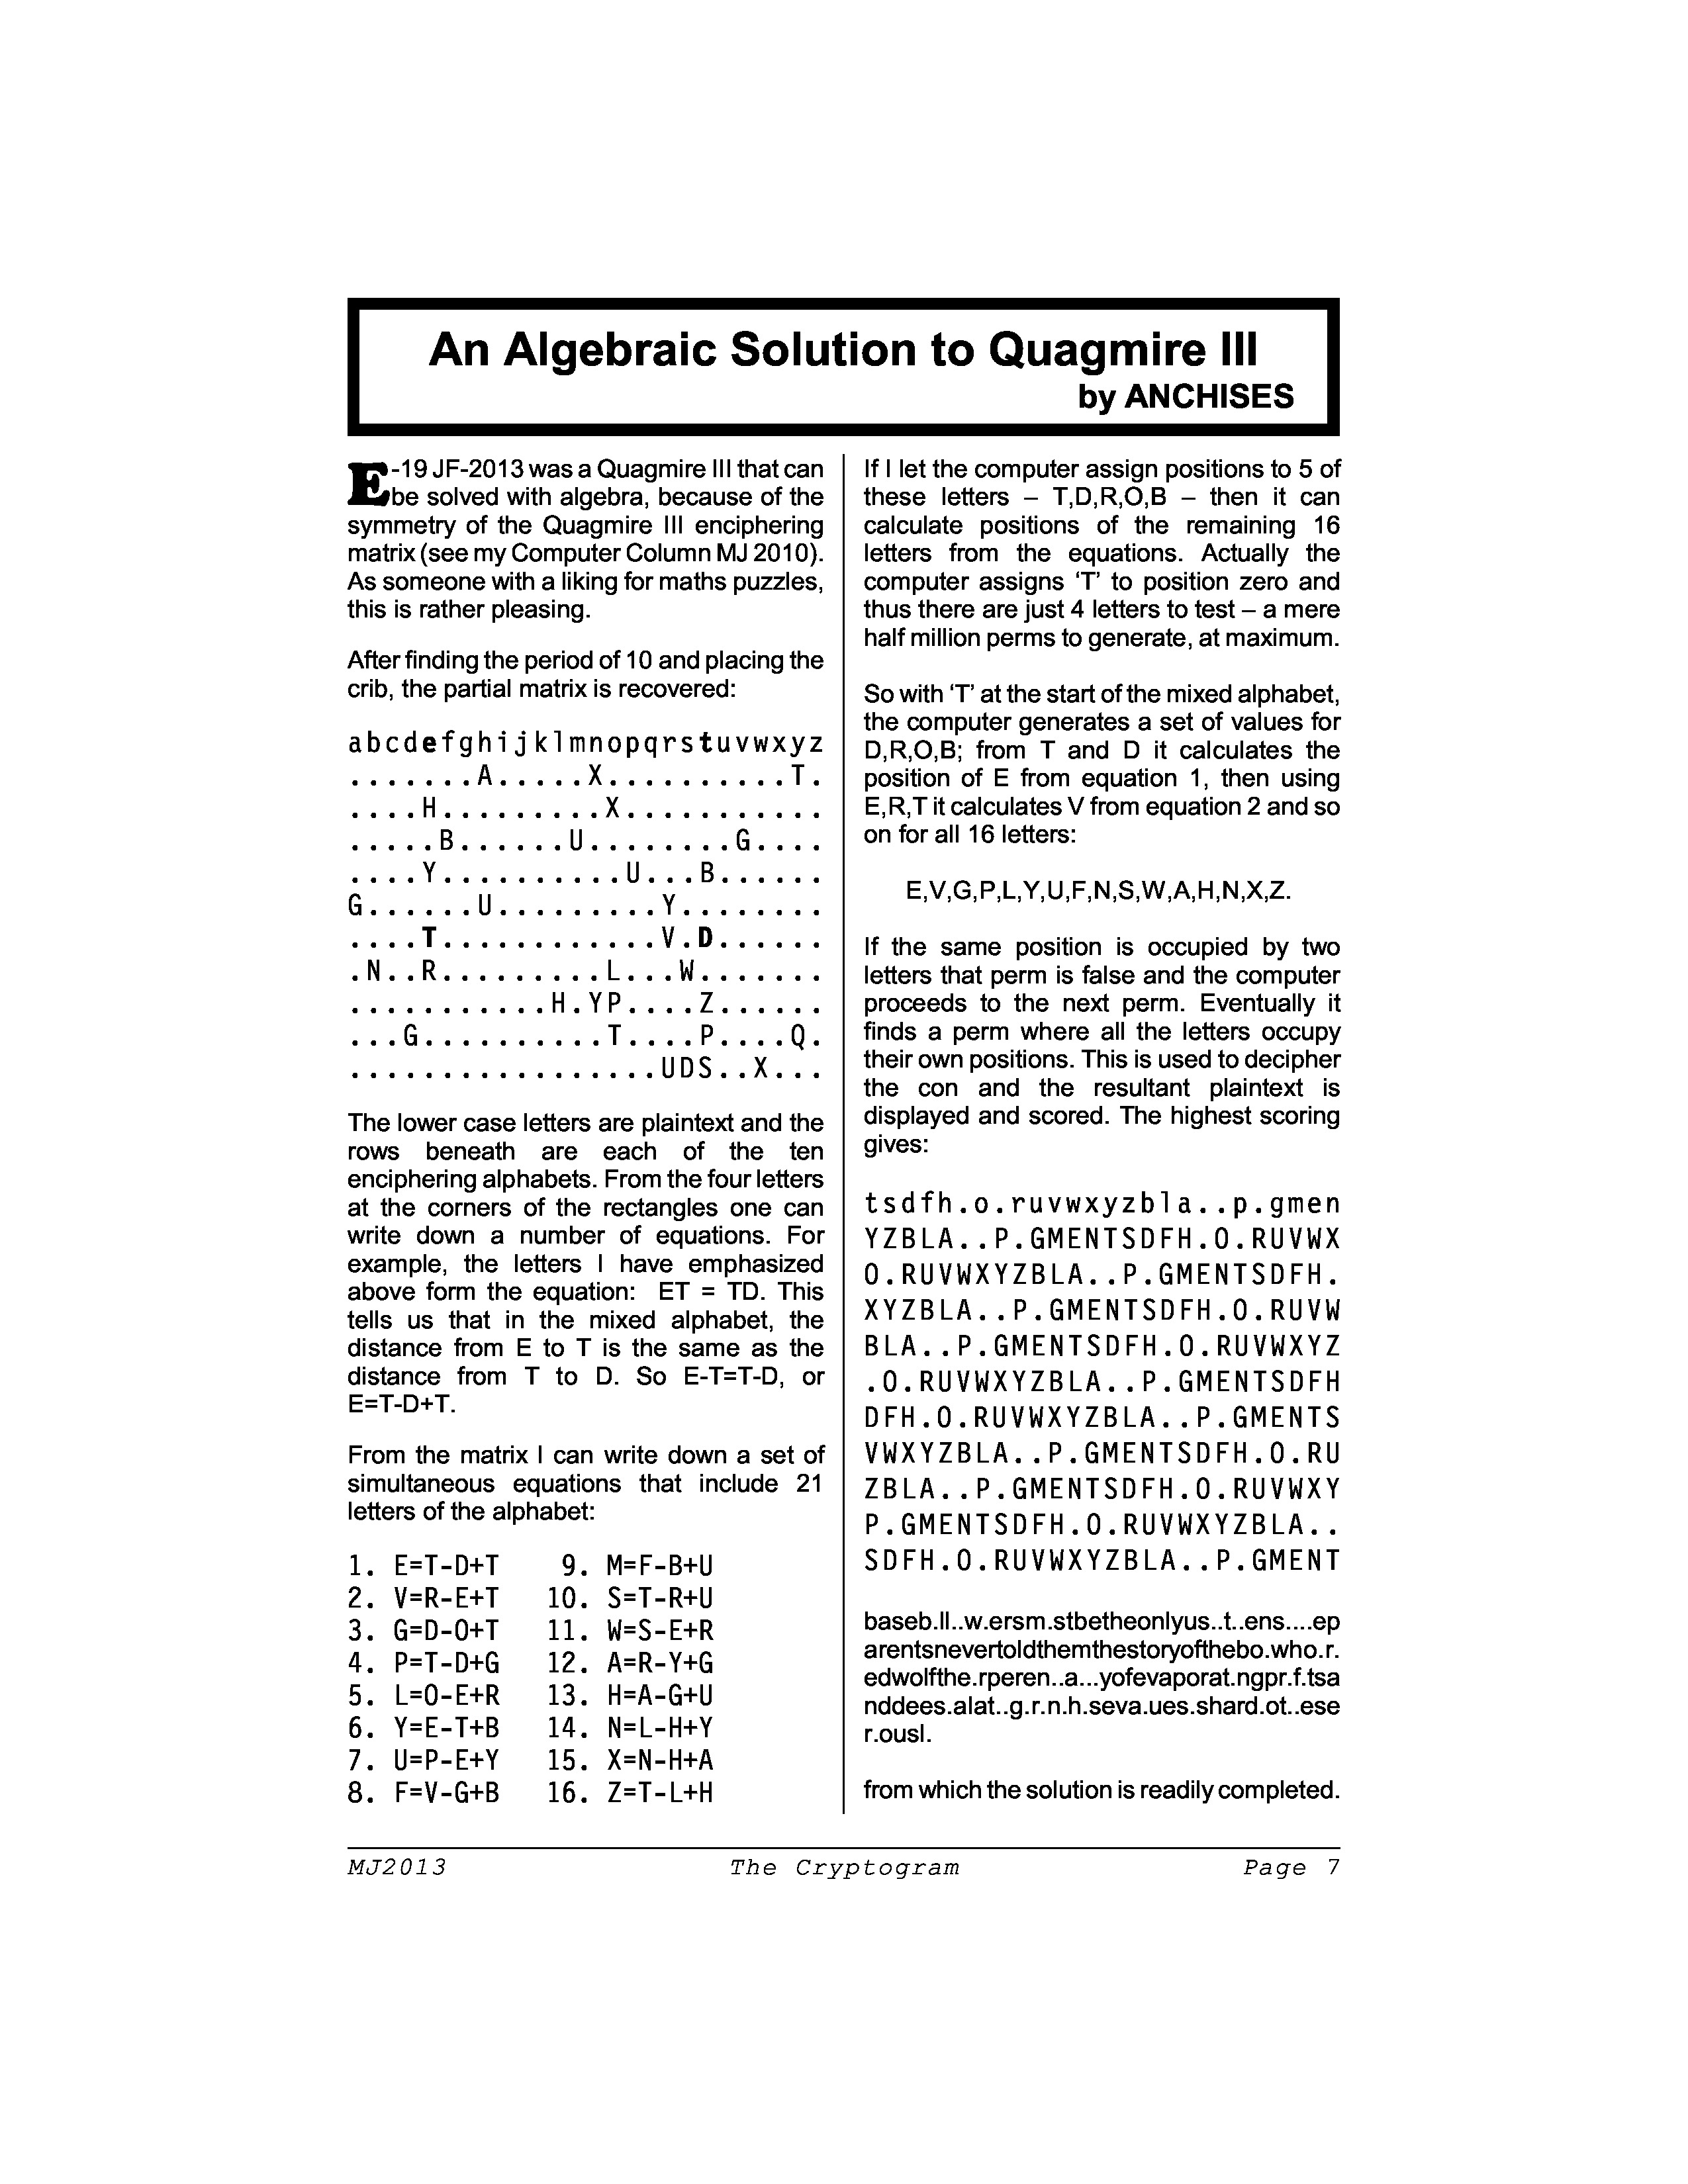 An Algebraic Solution to Quagmire III
by ANCHISES
E-19 JF-2013 was a Quagmire III that can
be solved with algebra, because of the
symmetry of the Quagmire III enciphering
matrix (see my Computer Column MJ 2010).
As someone with a liking for maths puzzles,
this is rather pleasing.
After finding the period of 10 and placing the
crib, the partial matrix is recovered:
abcdefghijklmnopqrstuvwxyz
.......A.....X..........T.
....H.........X...........
.....B......U........G....
....Y..........U...B......
G......U.........Y........
....T............V.D......
.N..R.........L...W.......
...........H.YP....Z......
...G..........T....P....Q.
.................UDS..X...
The lower case letters are plaintext and the
rows beneath are each of the ten
enciphering alphabets. From the four letters
at the corners of the rectangles one can
write down a number of equations. For
example, the letters I have emphasized
above form the equation: ET = TD. This
tells us that in the mixed alphabet, the
distance from E to T is the same as the
distance from T to D. So E-T=T-D, or
E=T-D+T.
From the matrix I can write down a set of
simultaneous equations that include 21
letters of the alphabet:
1. E=T-D+T 9. M=F-B+U
2. V=R-E+T 10. S=T-R+U
3. G=D-O+T 11. W=S-E+R
4. P=T-D+G 12. A=R-Y+G
5. L=O-E+R 13. H=A-G+U
6. Y=E-T+B 14. N=L-H+Y
7. U=P-E+Y 15. X=N-H+A
8. F=V-G+B 16. Z=T-L+H
If I let the computer assign positions to 5 of
these letters – T,D,R,O,B – then it can
calculate positions of the remaining 16
letters from the equations. Actually the
computer assigns ‘T’ to position zero and
thus there are just 4 letters to test – a mere
half million perms to generate, at maximum.
So with ‘T’ at the start of the mixed alphabet,
the computer generates a set of values for
D,R,O,B; from T and D it calculates the
position of E from equation 1, then using
E,R,T it calculates V from equation 2 and so
on for all 16 letters:
E,V,G,P,L,Y,U,F,N,S,W,A,H,N,X,Z.
If the same position is occupied by two
letters that perm is false and the computer
proceeds to the next perm. Eventually it
finds a perm where all the letters occupy
their own positions. This is used to decipher
the con and the resultant plaintext is
displayed and scored. The highest scoring
gives:
tsdfh.o.ruvwxyzbla..p.gmen
YZBLA..P.GMENTSDFH.O.RUVWX
O.RUVWXYZBLA..P.GMENTSDFH.
XYZBLA..P.GMENTSDFH.O.RUVW
BLA..P.GMENTSDFH.O.RUVWXYZ
.O.RUVWXYZBLA..P.GMENTSDFH
DFH.O.RUVWXYZBLA..P.GMENTS
VWXYZBLA..P.GMENTSDFH.O.RU
ZBLA..P.GMENTSDFH.O.RUVWXY
P.GMENTSDFH.O.RUVWXYZBLA..
SDFH.O.RUVWXYZBLA..P.GMENT
baseb.ll..w.ersm.stbetheonlyus..t..ens....ep
arentsnevertoldthemthestoryofthebo.who.r.
edwolfthe.rperen..a...yofevaporat.ngpr.f.tsa
nddees.alat..g.r.n.h.seva.ues.shard.ot..ese
r.ousl.
from which the solution is readily completed.
MJ2013 The Cryptogram Page 7